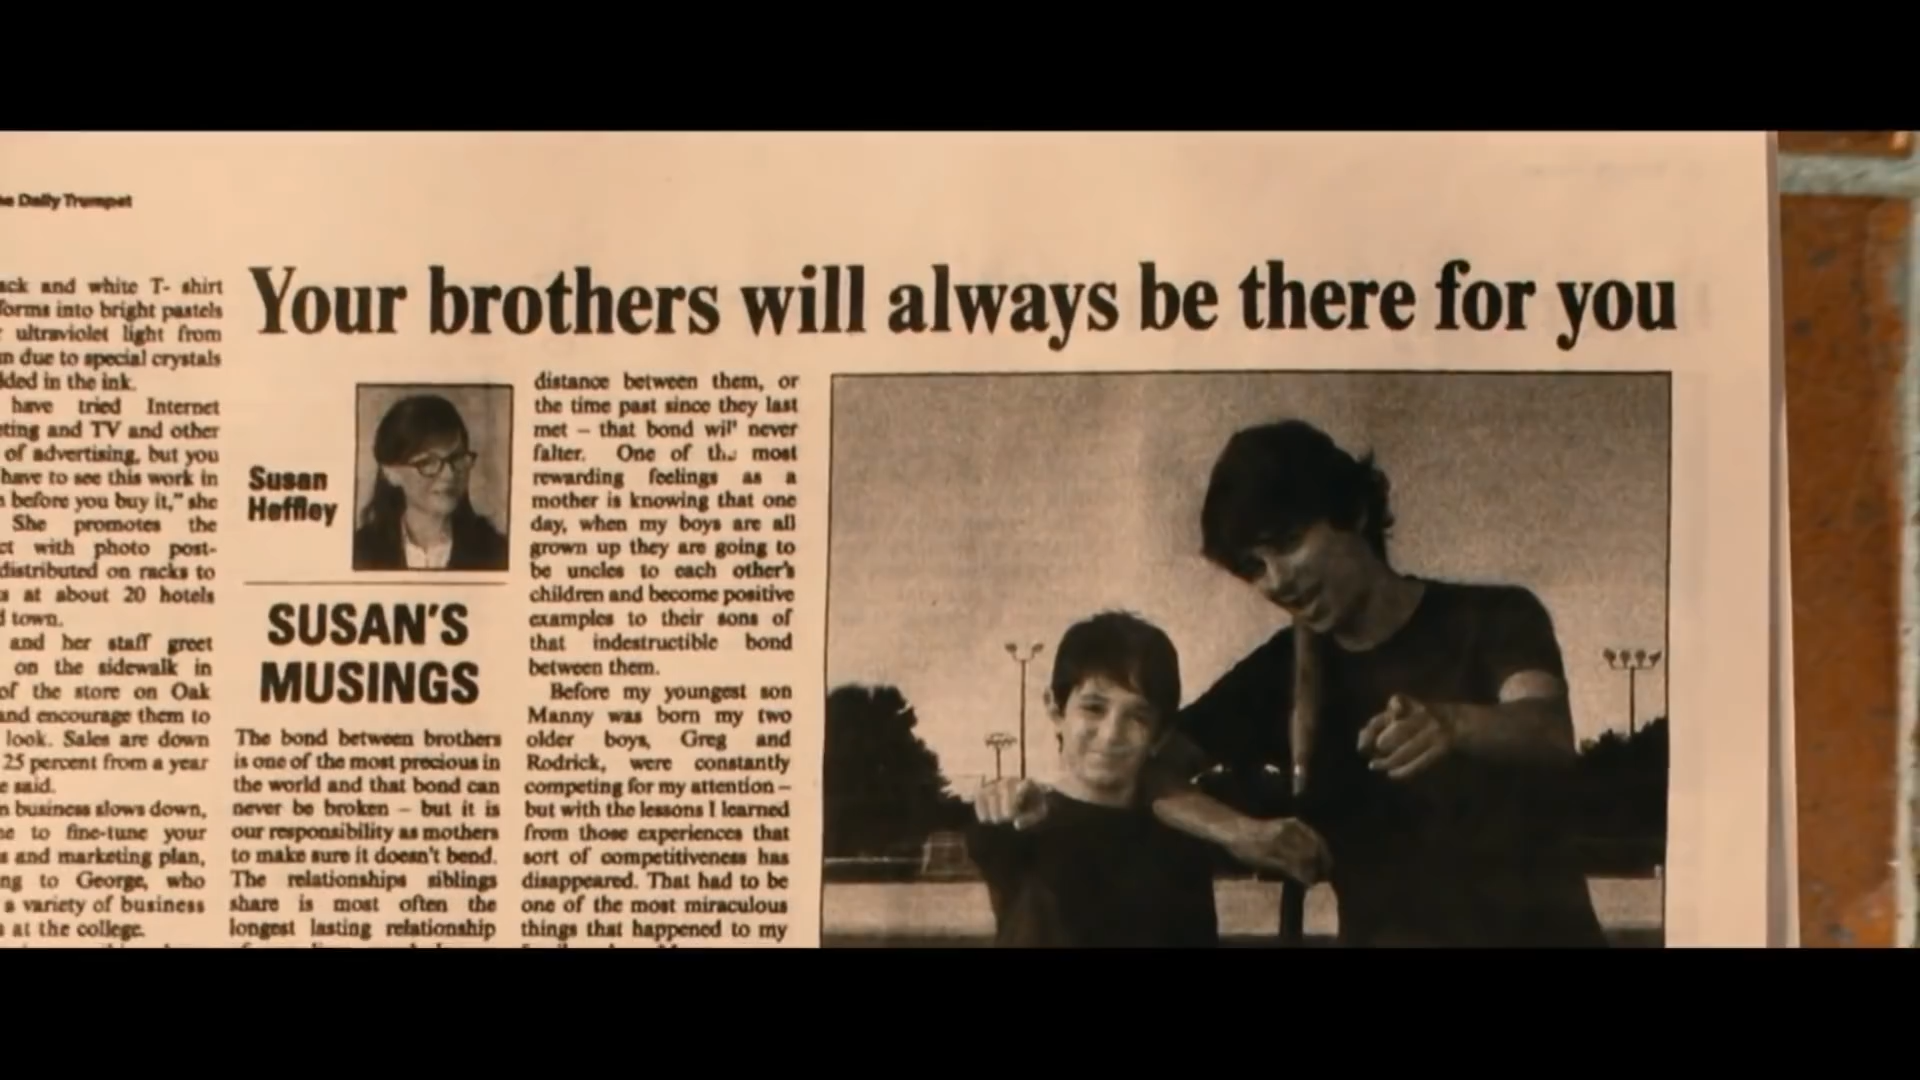 he Daily Trumpet
ack and white T- shirt
forms into bright pastels
r ultraviolet light from
n due to special crystals
dded in the ink.
have tried Internet
eting and TV and other
of advertising, but you
have to see this work in
n before you buy it," she
She promotes the
ct with photo post-
distributed on racks to
s at about 20 hotels
d town.
and her staff greet
on the sidewalk in
of the store on Oak
and encourage them to
look. Sales are down
25 percent from a year
e said.
n business slows down,
ne to fine-tune your
s and marketing plan,
ng to George, who
a variety of business
s at the college.
Your brothers will always be there for you
Susan
Heffley
SUSAN'S
MUSINGS
The bond between brothers
is one of the most precious in
the world and that bond can
never be broken – but it is
our responsibility as mothers
to make sure it doesn't bend.
The relationships siblings
share is most often the
longest lasting relationship
distance between them, or
the time past since they last
met – that bond will never
falter. One of the most
rewarding feelings as a
mother is knowing that one
day, when my boys are all
grown up they are going to
be uncles to each other's
children and become positive
examples to their sons of
that indestructible bond
between them.
Before my youngest son
Manny was born my two
older boys, Greg and
Rodrick, were constantly
competing for my attention –
but with the lessons I learned
from those experiences that
sort of competitiveness has
disappeared. That had to be
one of the most miraculous
things that happened to my